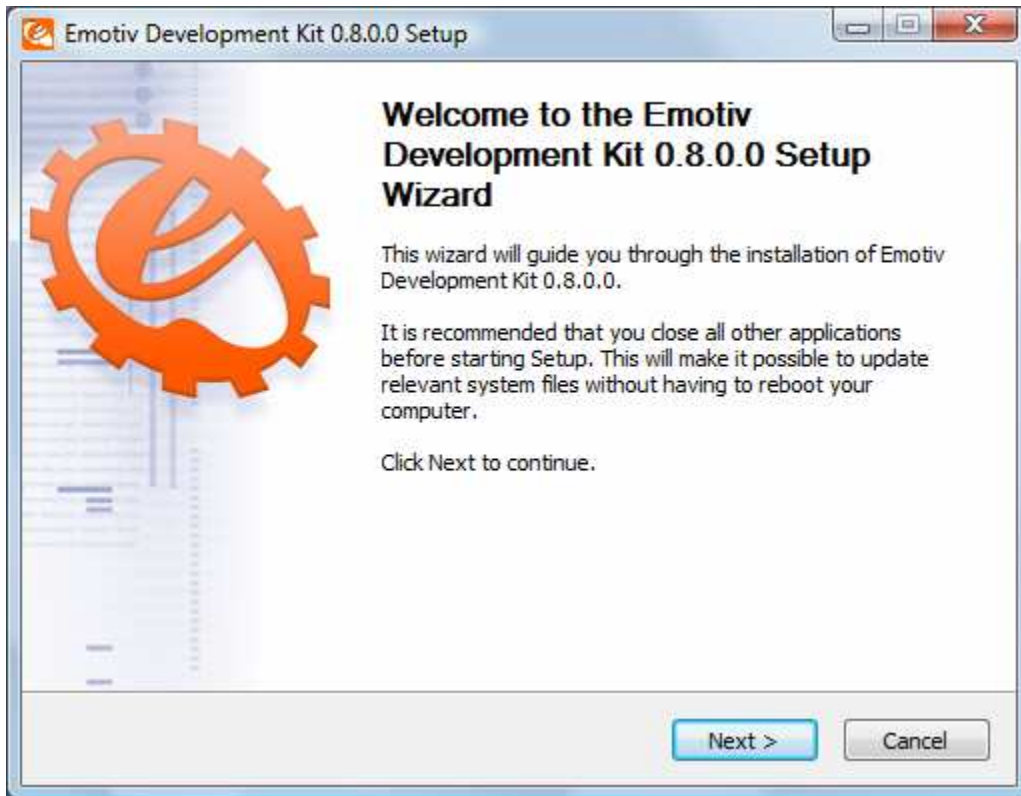 Emotiv Development Kit 0.8.0.0 Setup
Welcome to the Emotiv
Development Kit 0.8.0.0 Setup
Wizard
This wizard will guide you through the installation of Emotiv
Development Kit 0.8.0.0.
It is recommended that you close all other applications
before starting Setup. This will make it possible to update
relevant system files without having to reboot your
computer.
Click Next to continue.
Next >
Cancel